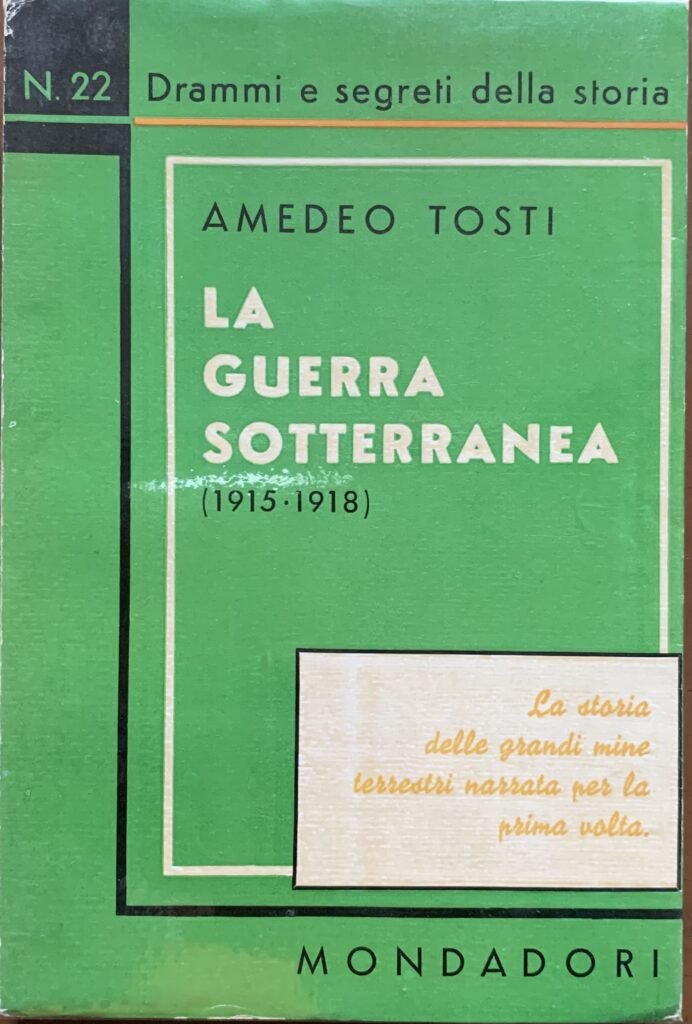 N. 22 Drammi e segreti della storia
AMEDEO TOSTI
LA
GUERRA
SOTTERRANEA
(1915·1918)
La storia
delle grandi mine
terrestri narrata per la
prima volta.
MONDADORI